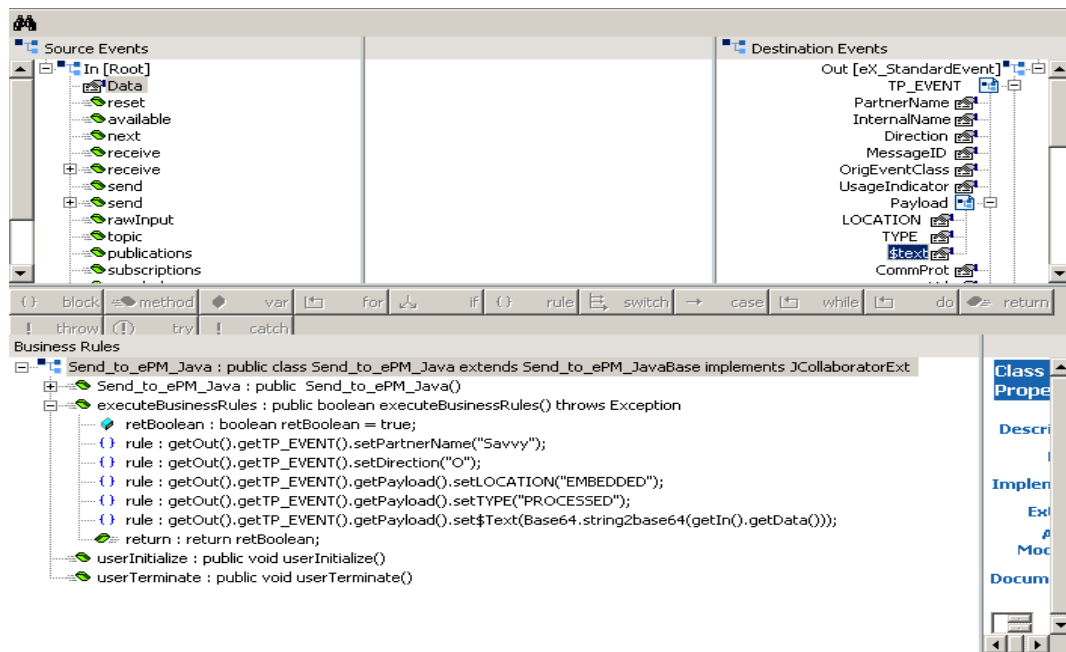 Source Events
Destination Events
In [Root]
Data
reset
available
next
receive
receive
send
send
rawInput
topic
publications
subscriptions
Out [eX_StandardEvent]
TP_EVENT
PartnerName
InternalName
Direction
MessageID
OrigEventClass
UsageIndicator
Payload
LOCATION
TYPE
$text
CommProt
{} block method var for if {} rule switch case while do return
! throw (!) try ! catch
Business Rules
Send_to_ePM_Java : public class Send_to_ePM_Java extends Send_to_ePM_JavaBase implements JCollaboratorExt
Send_to_ePM_Java : public Send_to_ePM_Java()
executeBusinessRules : public boolean executeBusinessRules() throws Exception
retBoolean : boolean retBoolean = true;
{} rule : getOut().getTP_EVENT().setPartnerName("Savvy");
{} rule : getOut().getTP_EVENT().setDirection("O");
{} rule : getOut().getTP_EVENT().getPayload().setLOCATION("EMBEDDED");
{} rule : getOut().getTP_EVENT().getPayload().setTYPE("PROCESSED");
{} rule : getOut().getTP_EVENT().getPayload().set$Text(Base64.string2base64(getIn().getData()));
return : return retBoolean;
userInitialize : public void userInitialize()
userTerminate : public void userTerminate()
Class
Prope
Descri
Implem
Ext
Moc
Docum